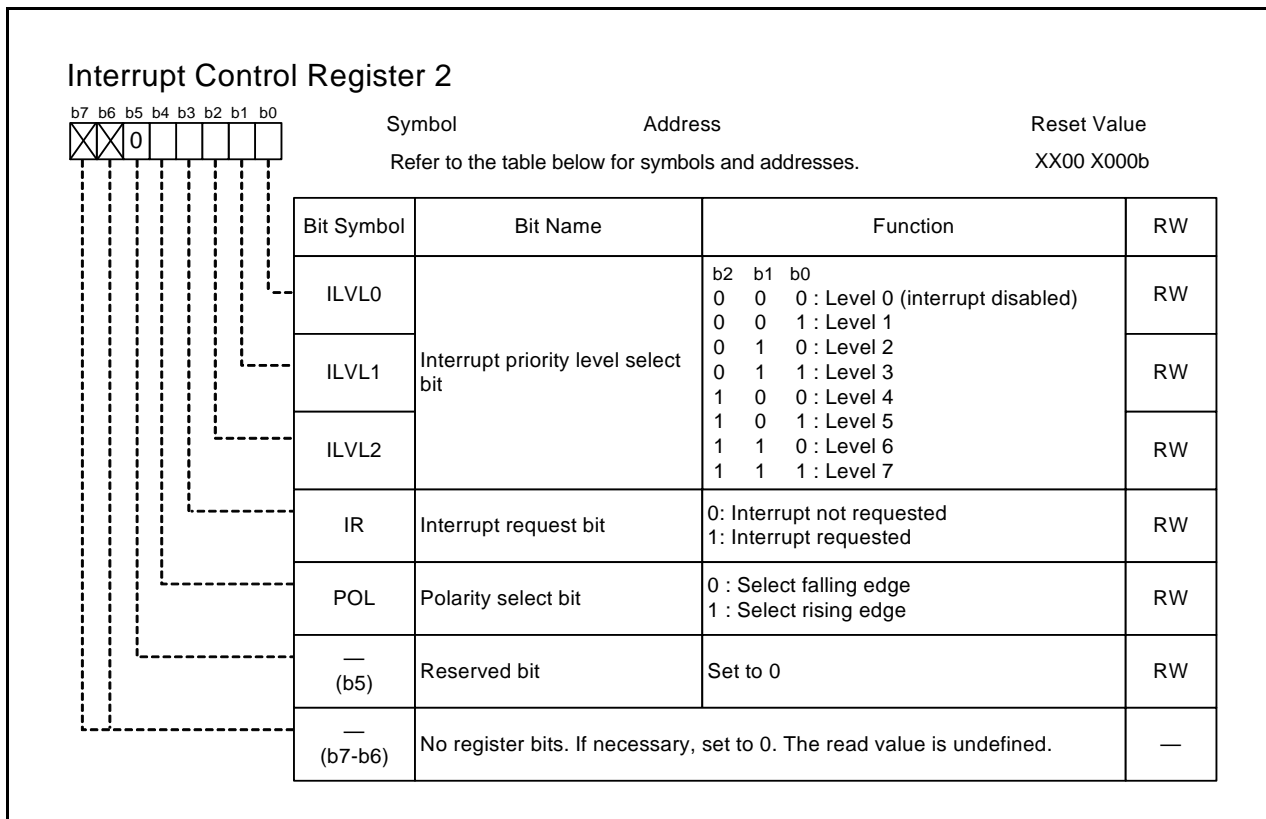 Interrupt Control Register 2
b7 b6 b5 b4 b3 b2 b1 b0
0
Symbol Address Reset Value
Refer to the table below for symbols and addresses. XX00 X000b
Bit Symbol Bit Name Function RW
ILVL0 RW
ILVL1 RW
ILVL2 RW
Interrupt priority level select
bit
b2 b1 b0
0 0 0 : Level 0 (interrupt disabled)
0 0 1 : Level 1
0 1 0 : Level 2
0 1 1 : Level 3
1 0 0 : Level 4
1 0 1 : Level 5
1 1 0 : Level 6
1 1 1 : Level 7
IR Interrupt request bit
0: Interrupt not requested
1: Interrupt requested
RW
POL Polarity select bit
0 : Select falling edge
1 : Select rising edge
RW
—
(b5)
Reserved bit Set to 0 RW
—
(b7-b6)
No register bits. If necessary, set to 0. The read value is undefined. —